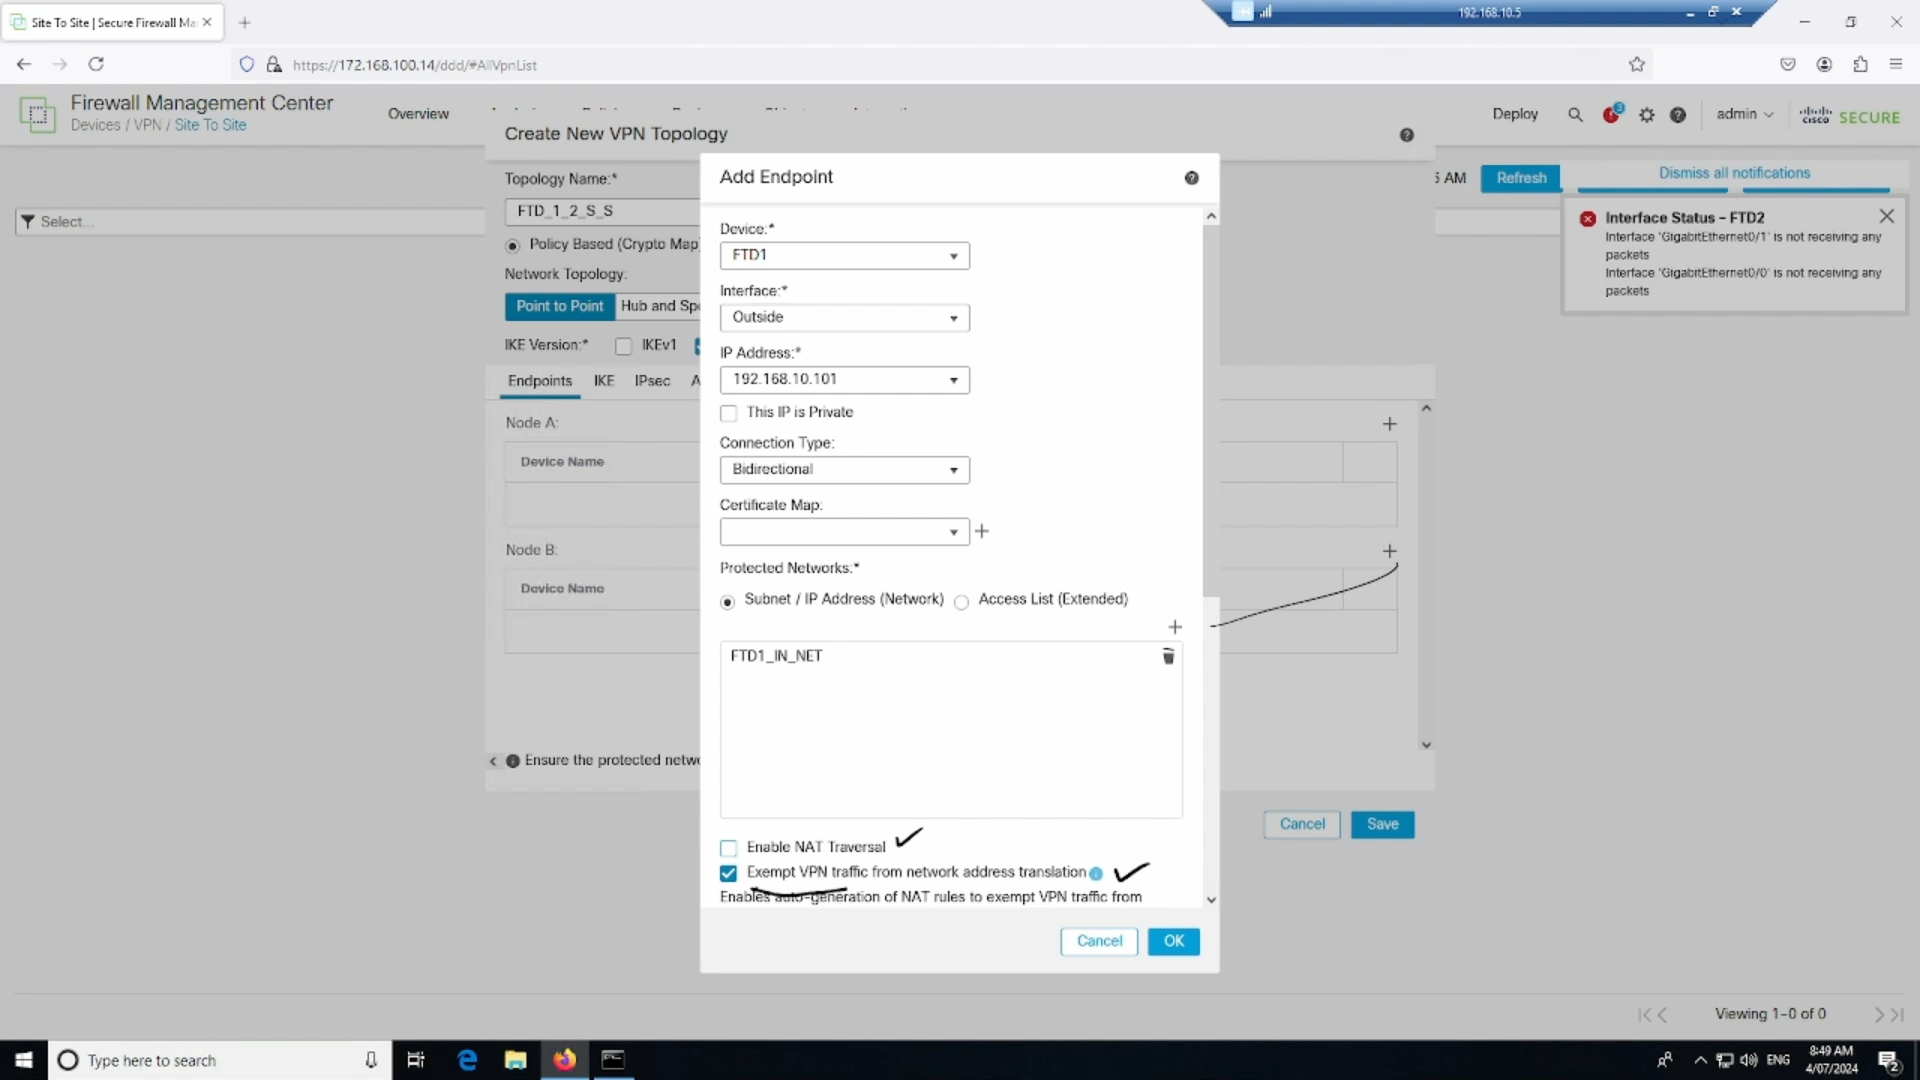 Site To Site | Secure Firewall Ma
192.168.10.5
https://172.168.100.14/ddd/#AllVpnList
Firewall Management Center
Devices / VPN / Site To Site
Overview
Deploy
3
admin
CISCO SECURE
Create New VPN Topology
Topology Name:*
FTD_1_2_S_S
Policy Based (Crypto Map
Network Topology:
Point to Point
Hub and Sp
IKE Version:*
IKEv1
Endpoints
IKE
IPsec
A
Node A:
Device Name
Node B:
Device Name
Ensure the protected netw
Cancel
Save
Select...
5 AM
Refresh
Dismiss all notifications
Interface Status - FTD2
Interface 'GigabitEthernet0/1' is not receiving any
packets
Interface 'GigabitEthernet0/0' is not receiving any
packets
Add Endpoint
Device:*
FTD1
Interface:*
Outside
IP Address:*
192.168.10.101
This IP is Private
Connection Type:
Bidirectional
Certificate Map:
Protected Networks:*
Subnet / IP Address (Network)
Access List (Extended)
FTD1_IN_NET
Enable NAT Traversal
Exempt VPN traffic from network address translation
Enables auto-generation of NAT rules to exempt VPN traffic from
Cancel
OK
Viewing 1-0 of 0
Type here to search
ENG
8:49 AM
4/07/2024
2